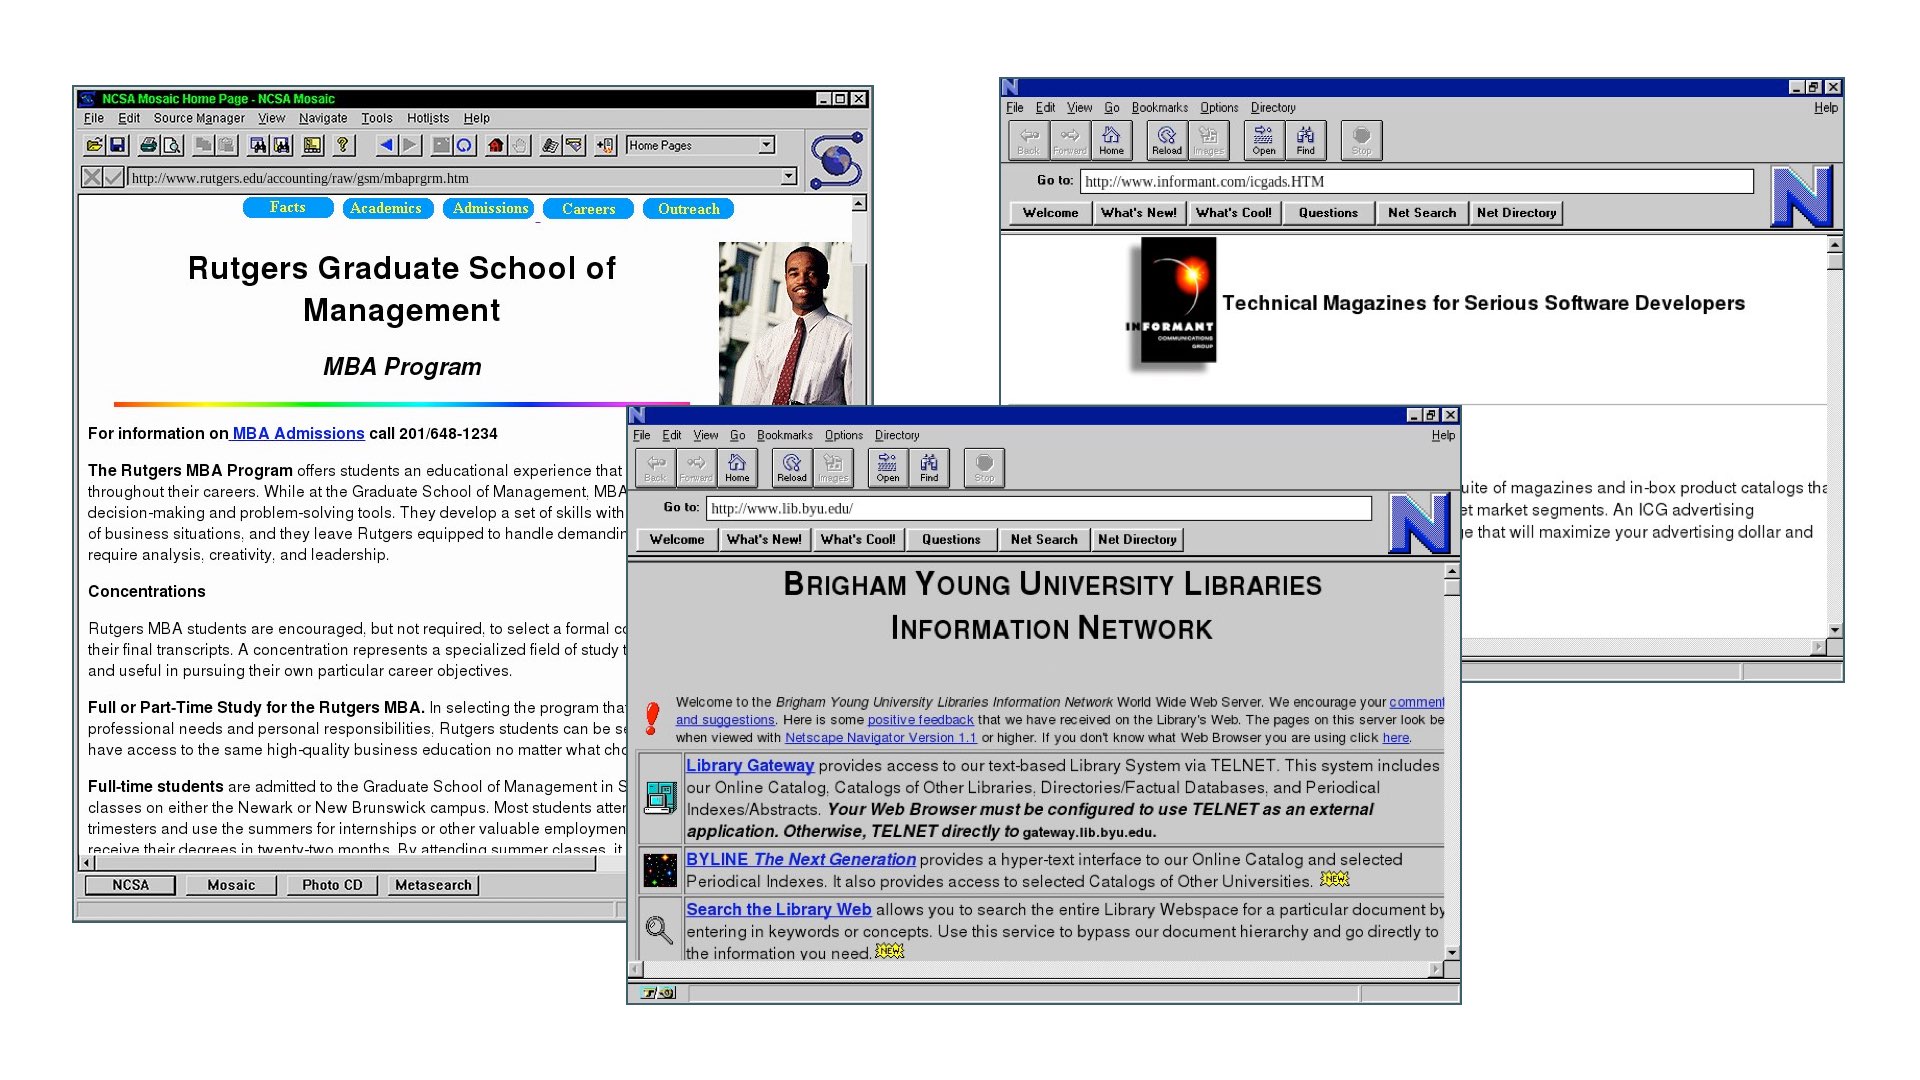 NCSA Mosaic Home Page - NCSA Mosaic
File Edit Source Manager View Navigate Tools Hotlists Help
Home Pages
http://www.rutgers.edu/accounting/raw/gsm/mbaprgrm.htm
Facts Academics Admissions Careers Outreach
Rutgers Graduate School of
Management
MBA Program
For information on MBA Admissions call 201/648-1234
The Rutgers MBA Program offers students an educational experience that
throughout their careers. While at the Graduate School of Management, MBA
decision-making and problem-solving tools. They develop a set of skills with
of business situations, and they leave Rutgers equipped to handle
require analysis, creativity, and leadership.
Concentrations
Rutgers MBA students are encouraged, but not required, to select a formal
their final transcripts. A concentration represents a specialized field of study
and useful in pursuing their own particular career objectives.
Full or Part-Time Study for the Rutgers MBA. In selecting the program
professional needs and personal responsibilities, Rutgers students can be
have access to the same high-quality business education no matter what
Full-time students are admitted to the Graduate School of Management in
classes on either the Newark or New Brunswick campus. Most students
trimesters and use the summers for internships or other valuable
receive their degrees in twenty-two months. By attending summer classes, it
NCSA Mosaic Photo CD Metasearch
N
File Edit View Go Bookmarks Options Directory Help
Back Forward Home Reload Images Open Find Stop
Go to: http://www.informant.com/icgads.HTM
N
Welcome What's New! What's Cool! Questions Net Search Net Directory
INFORMANT
COMMUNICATIONS
GROUP
Technical Magazines for Serious Software Developers
uite of magazines and in-box product catalogs
et market segments. An ICG advertising
that will maximize your advertising dollar and
N
File Edit View Go Bookmarks Options Directory Help
Back Forward Home Reload Images Open Find Stop
Go to: http://www.lib.byu.edu/
N
Welcome What's New! What's Cool! Questions Net Search Net Directory
BRIGHAM YOUNG UNIVERSITY LIBRARIES
INFORMATION NETWORK
Welcome to the Brigham Young University Libraries Information Network World Wide Web Server. We encourage your comment
and suggestions. Here is some positive feedback that we have received on the Library's Web. The pages on this server look be
when viewed with Netscape Navigator Version 1.1 or higher. If you don't know what Web Browser you are using click here.
Library Gateway provides access to our text-based Library System via TELNET. This system includes
our Online Catalog, Catalogs of Other Libraries, Directories/Factual Databases, and Periodical
Indexes/Abstracts. Your Web Browser must be configured to use TELNET as an external
application. Otherwise, TELNET directly to gateway.lib.byu.edu.
BYLINE The Next Generation provides a hyper-text interface to our Online Catalog and selected
Periodical Indexes. It also provides access to selected Catalogs of Other Universities. NEW
Search the Library Web allows you to search the entire Library Webspace for a particular document by
entering in keywords or concepts. Use this service to bypass our document hierarchy and go directly to
the information you need. NEW